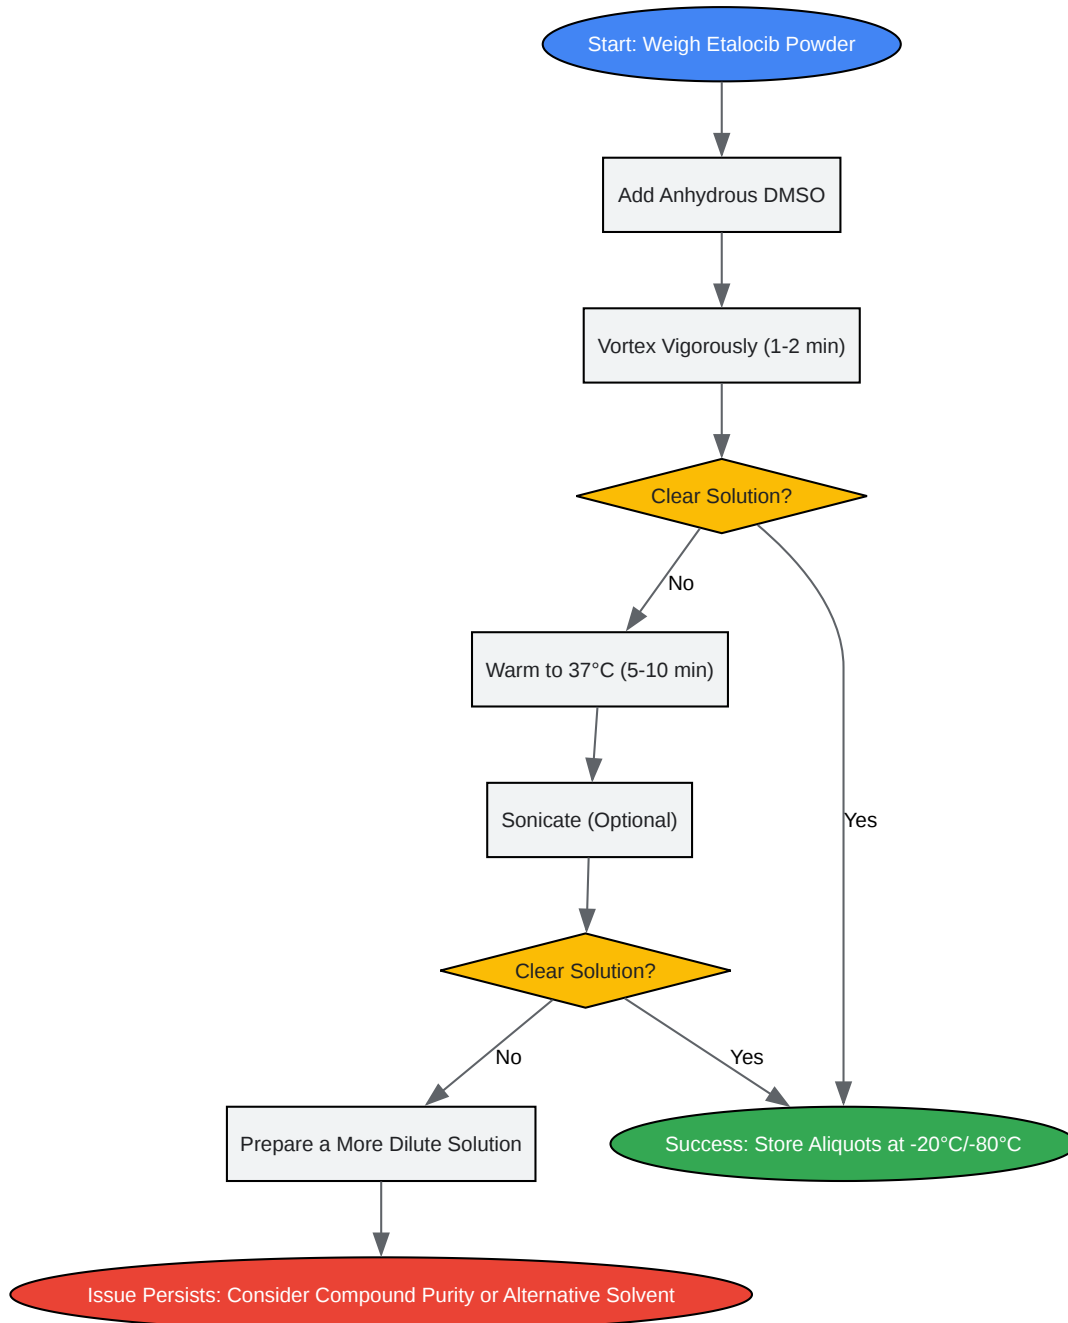 Start: Weigh Etalocib Powder
Add Anhydrous DMSO
Vortex Vigorously (1-2 min)
Clear Solution?
No
Warm to 37°C (5-10 min)
Sonicate (Optional)
Yes
Clear Solution?
No
Yes
Prepare a More Dilute Solution
Success: Store Aliquots at -20°C/-80°C
Issue Persists: Consider Compound Purity or Alternative Solvent